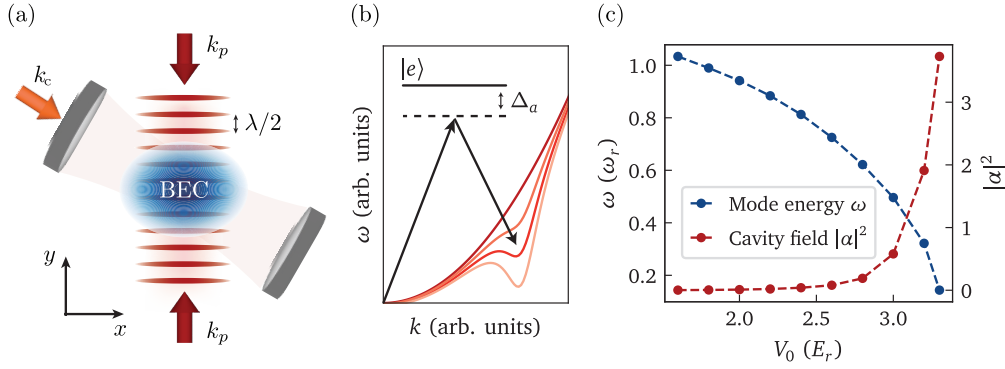 (a)
k_p
k_c
λ/2
BEC
y
x
k_p
(b)
|e⟩
Δ_a
ω (arb. units)
k (arb. units)
(c)
1.0
0.8
0.6
0.4
0.2
ω (ω_r)
Mode energy ω
Cavity field |α|²
3
2
1
0
|α|²
2.0
2.5
3.0
V_0 (E_r)